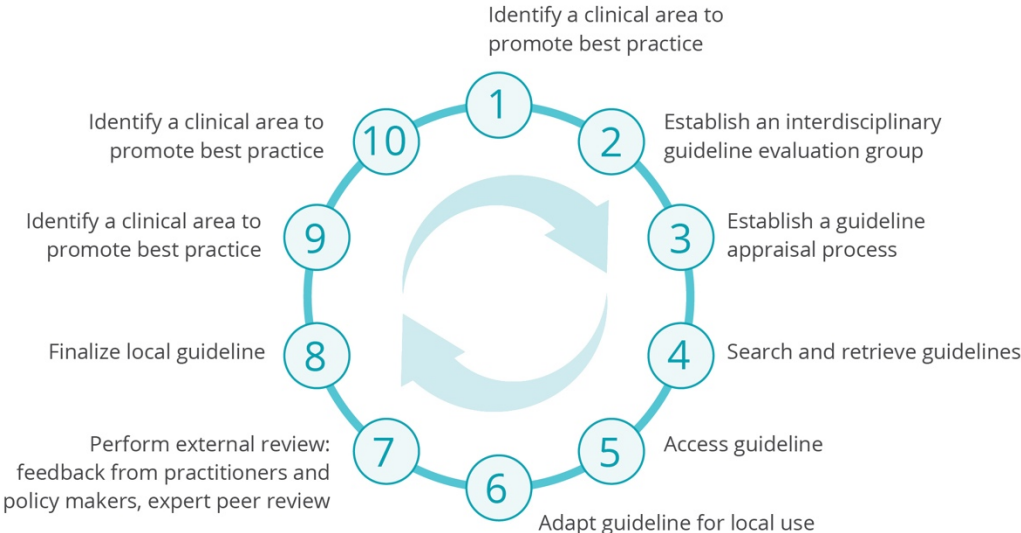 1
Identify a clinical area to
promote best practice
2
Establish an interdisciplinary
guideline evaluation group
3
Establish a guideline
appraisal process
4
Search and retrieve guidelines
5
Access guideline
6
Adapt guideline for local use
7
Perform external review:
feedback from practitioners and
policy makers, expert peer review
8
Finalize local guideline
9
Identify a clinical area to
promote best practice
10
Identify a clinical area to
promote best practice